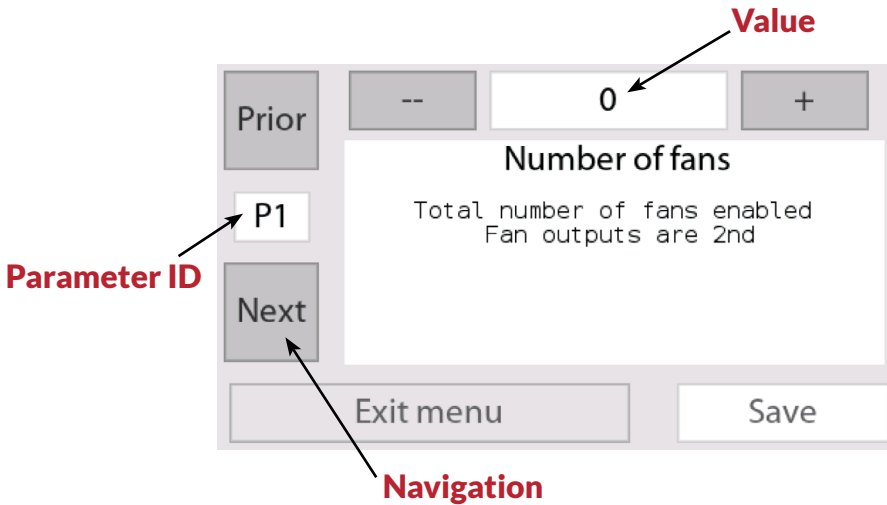 Value
Prior
--
0
+
Number of fans
Total number of fans enabled
Fan outputs are 2nd
P1
Parameter ID
Next
Exit menu
Save
Navigation